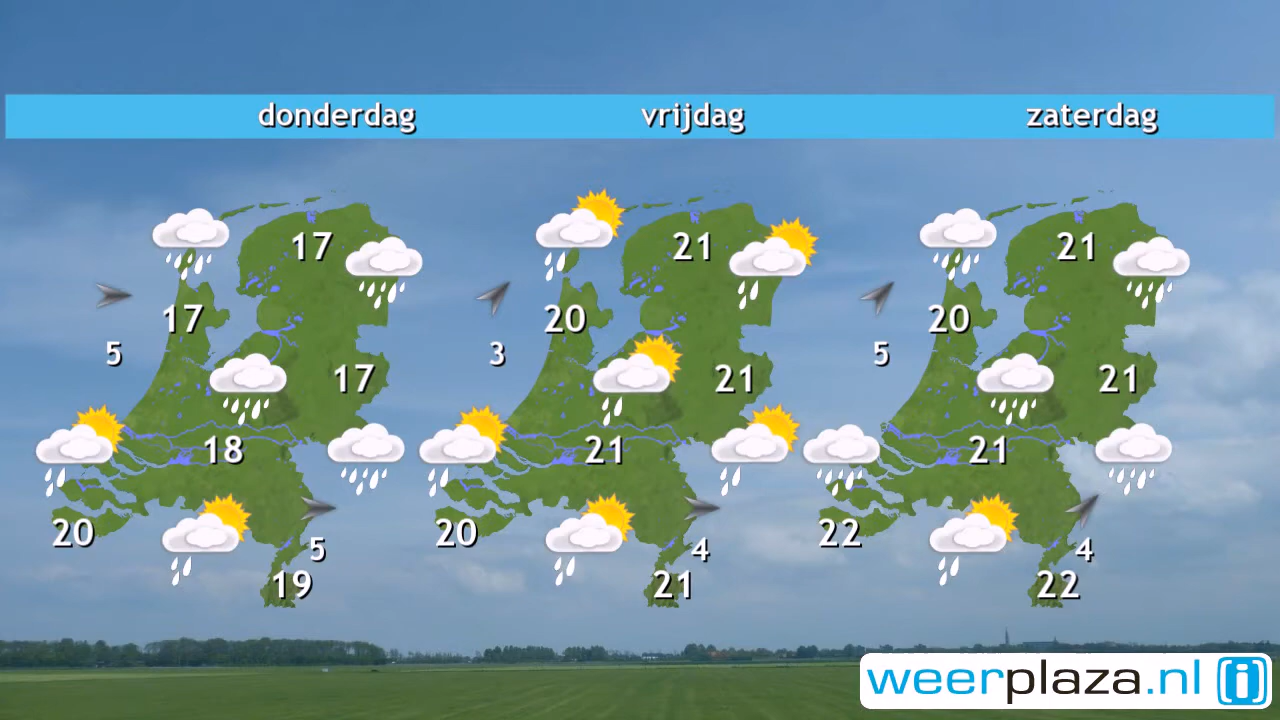 donderdag vrijdag zaterdag
17 21 21
17 20 20
5 3 5
17 21 21
18 21 21
20 20 22
5 4 4
19 21 22
weerplaza.nl i